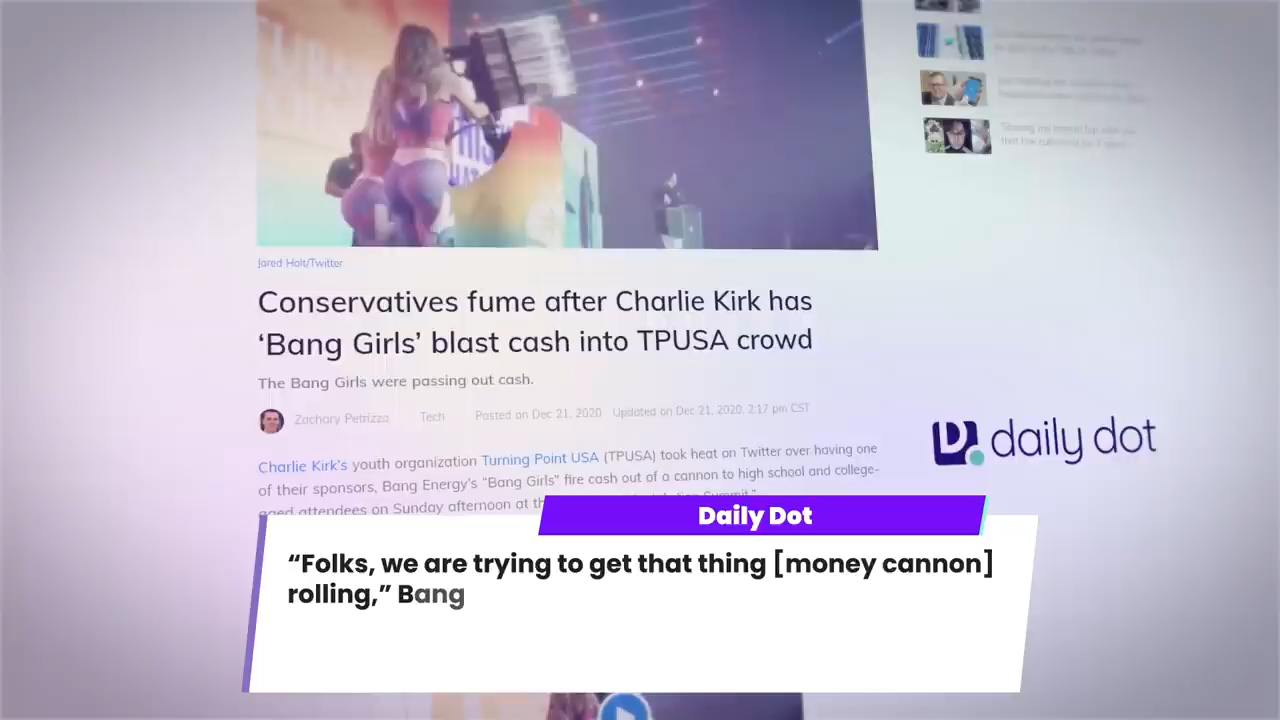 Jared Holt/Twitter
Conservatives fume after Charlie Kirk has
‘Bang Girls’ blast cash into TPUSA crowd
The Bang Girls were passing out cash.
Zachary Petrizzo Tech Posted on Dec 21, 2020 Updated on Dec 21, 2020, 2:17 pm CST
Charlie Kirk’s youth organization Turning Point USA (TPUSA) took heat on Twitter over having one
of their sponsors, Bang Energy’s “Bang Girls” fire cash out of a cannon to high school and college-
aged attendees on Sunday afternoon at
daily dot
Daily Dot
“Folks, we are trying to get that thing [money cannon]
rolling,” Bang